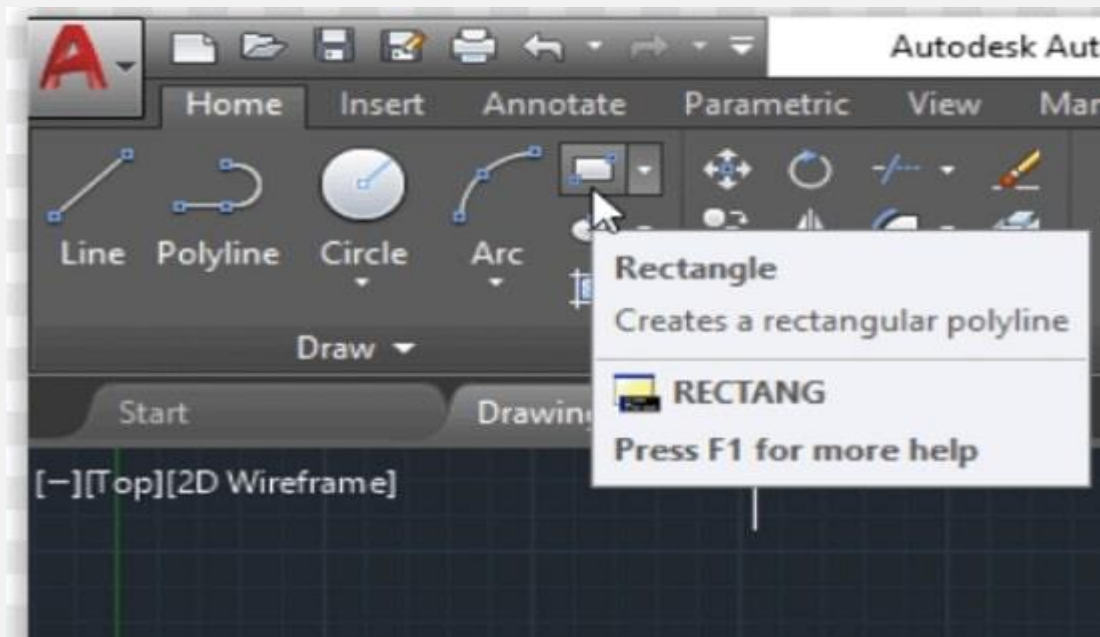 Autodesk Aut
Home Insert Annotate Parametric View Mar
Line Polyline Circle Arc
Draw
Rectangle
Creates a rectangular polyline
RECTANG
Press F1 for more help
Start Drawin
[−][Top][2D Wireframe]